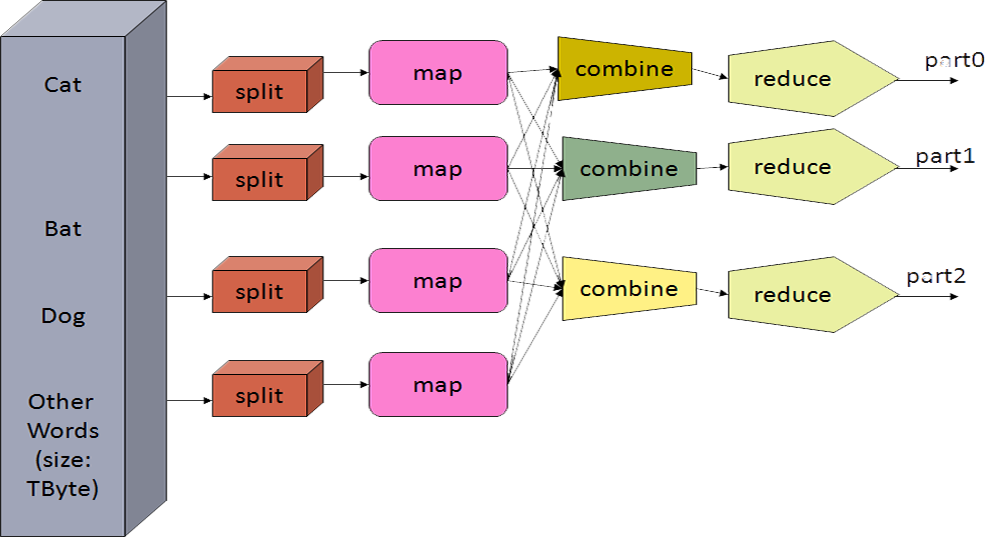 Cat
Bat
Dog
Other
Words
(size:
TByte)
split
map
combine
reduce
part0
split
map
combine
reduce
part1
split
map
combine
reduce
part2
split
map